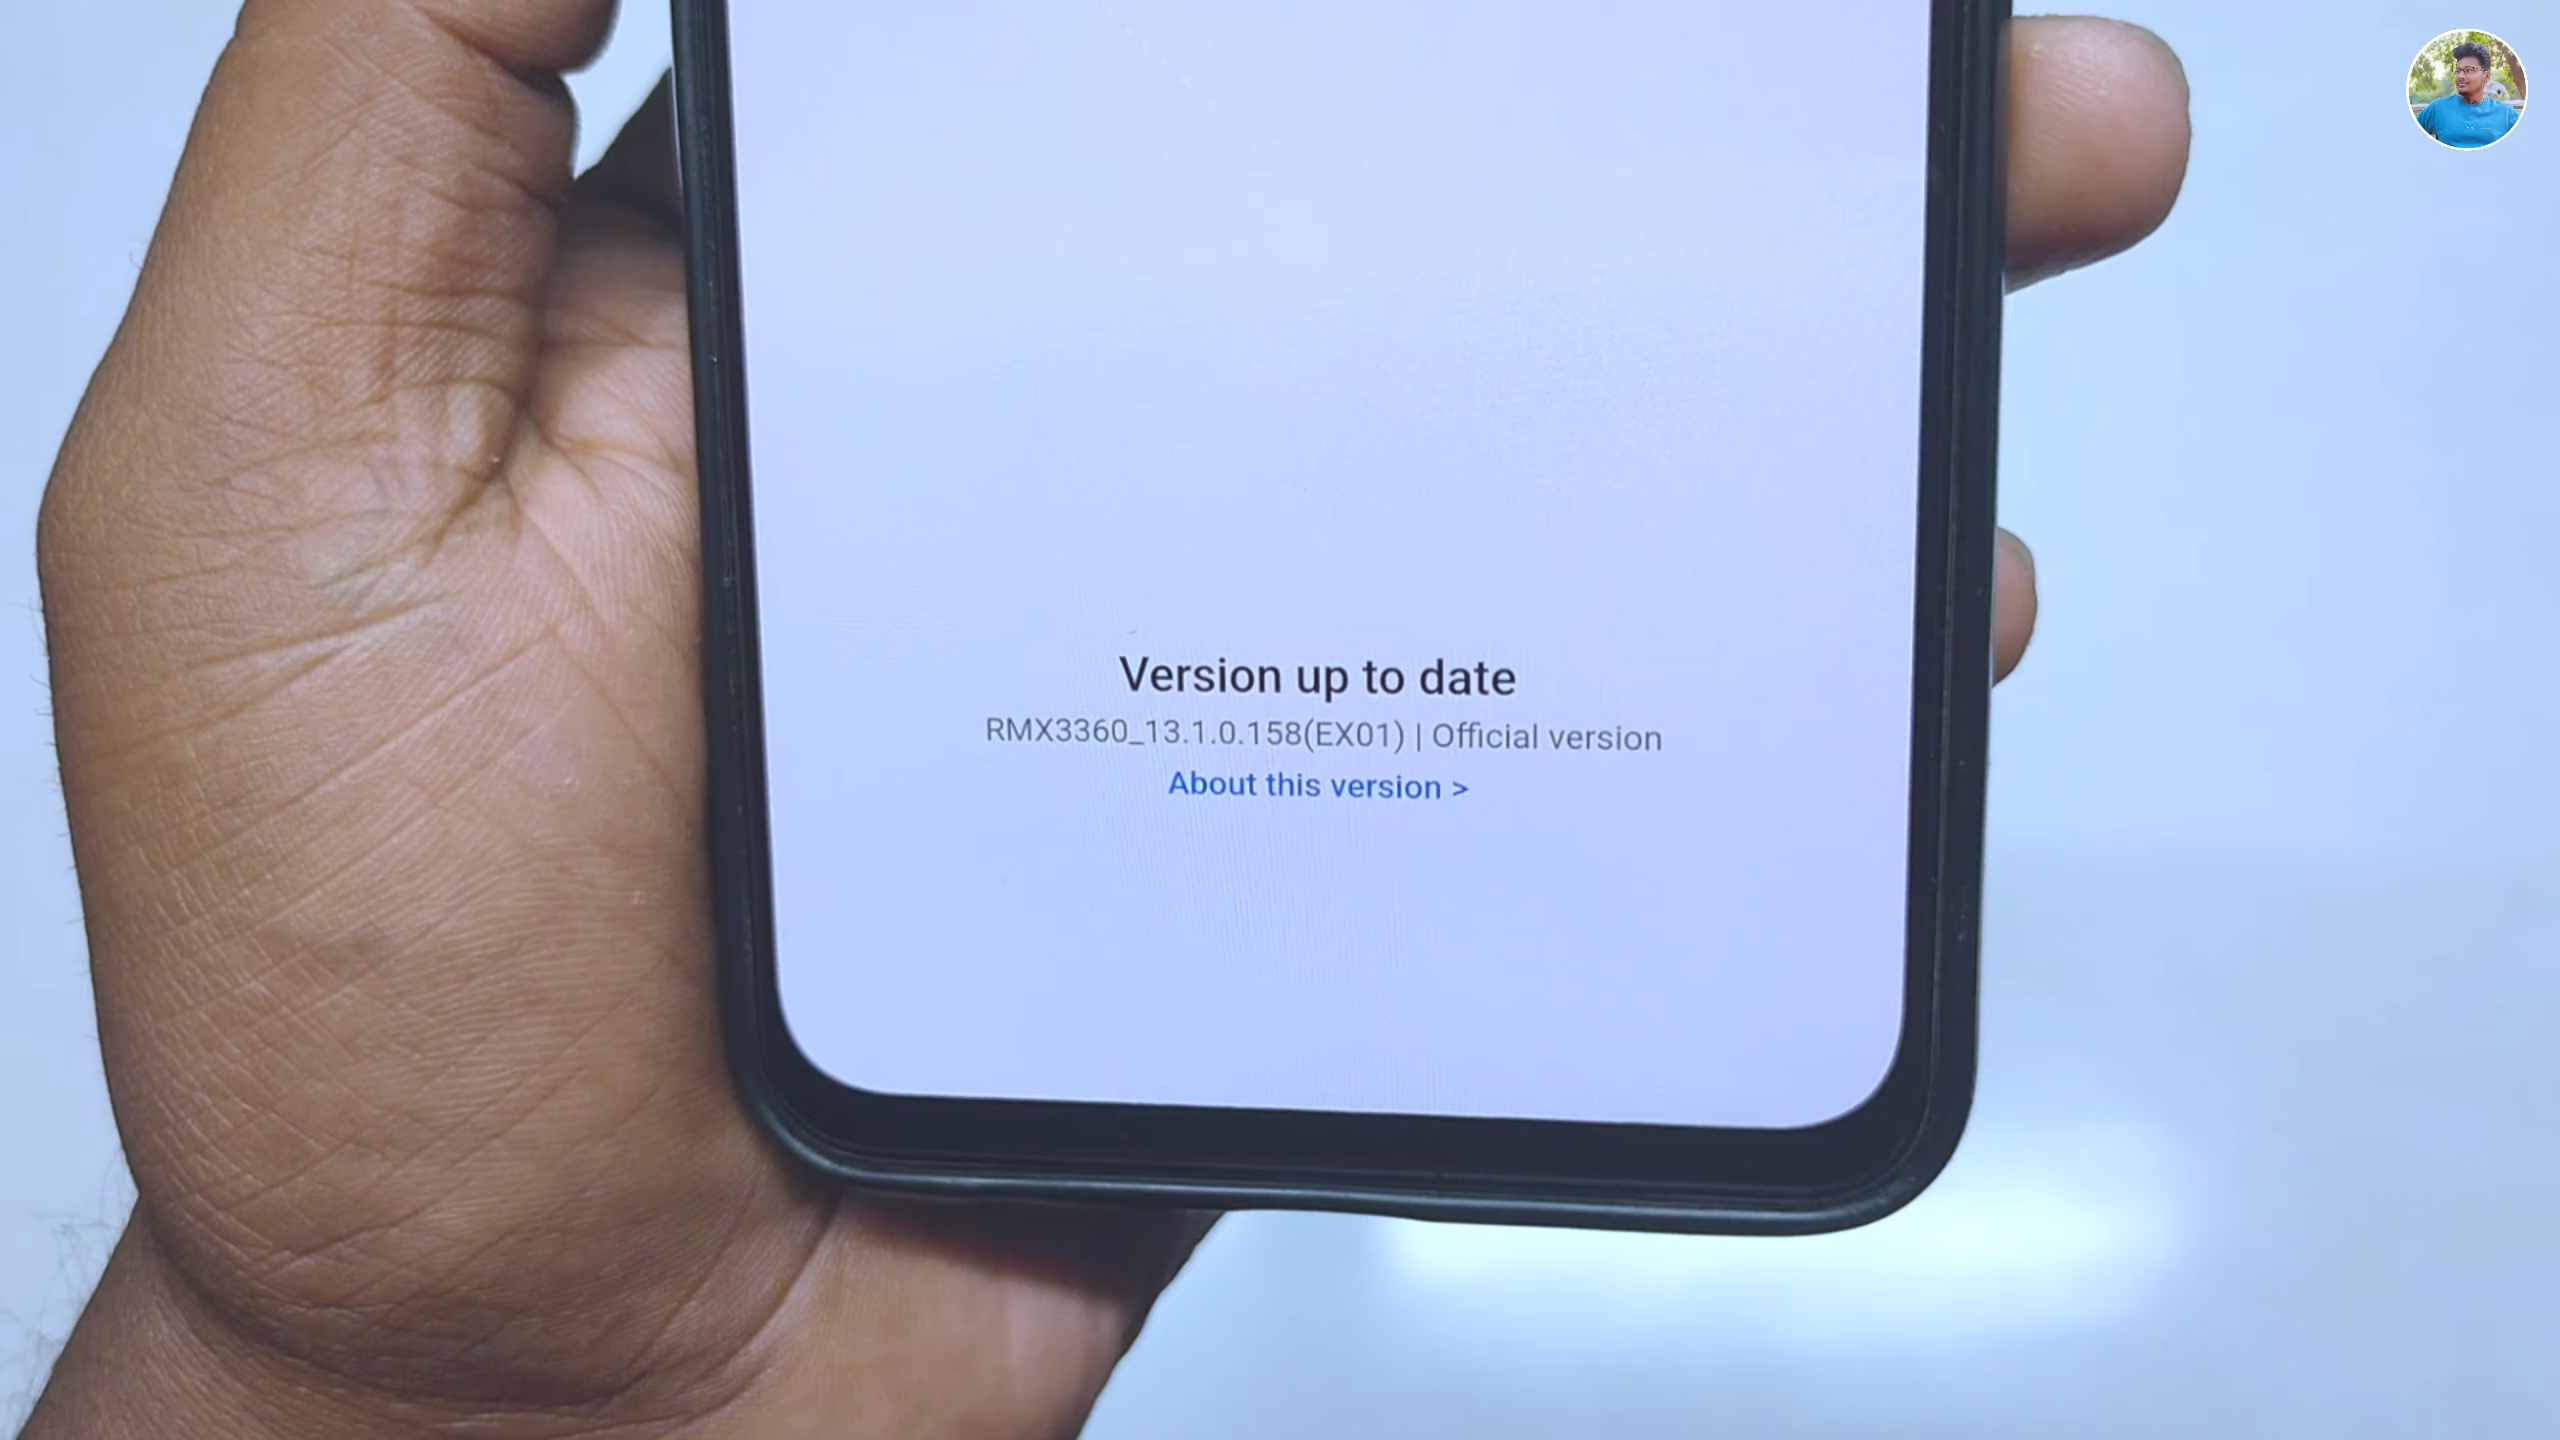 Version up to date
RMX3360_13.1.0.158(EX01) | Official version
About this version >